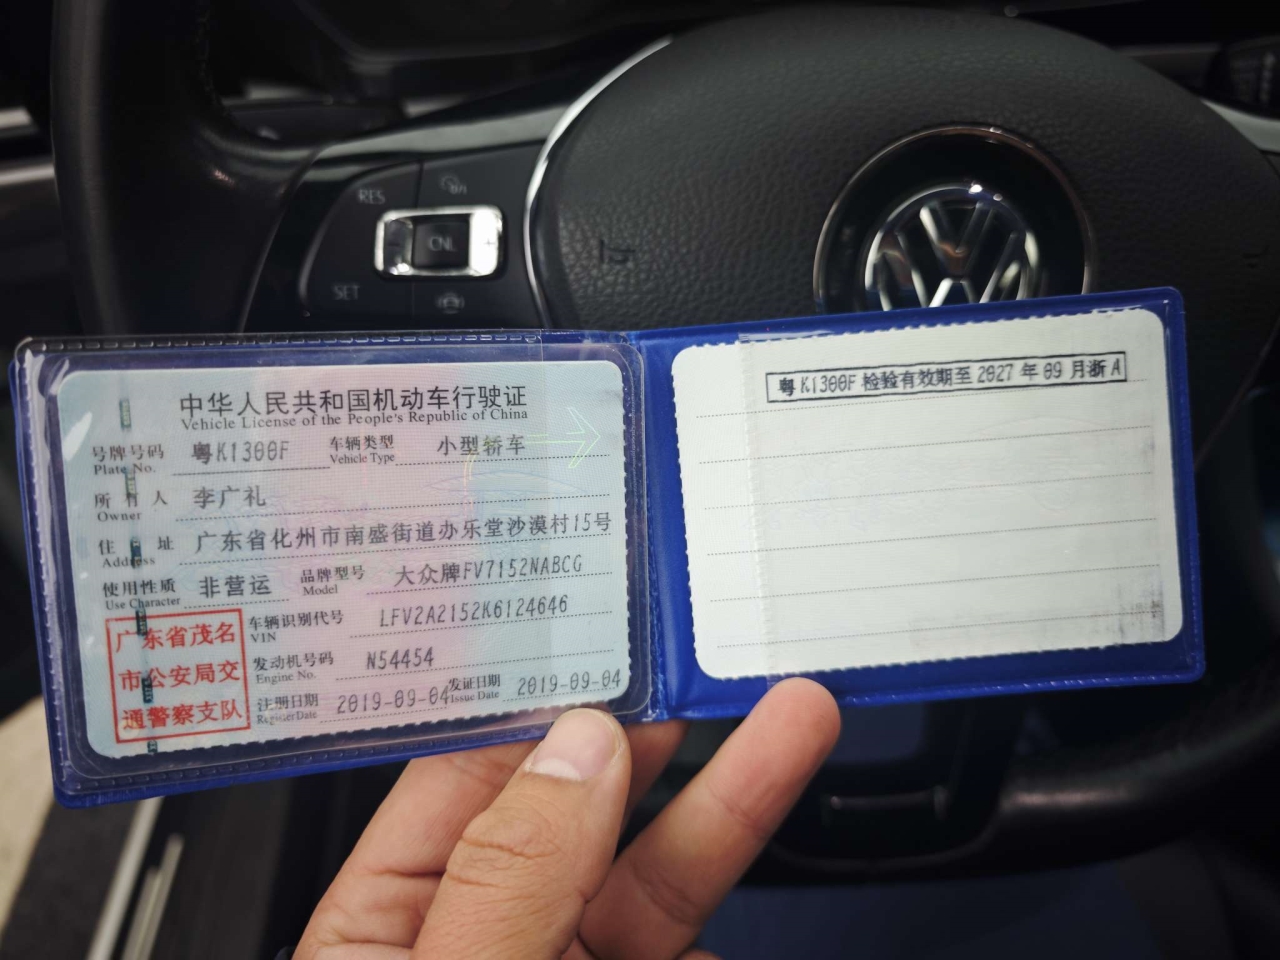 RES
CNL
SET
中华人民共和国机动车行驶证
Vehicle License of the People's Republic of China
号牌号码 粤K1300F 车辆类型 小型轿车
Plate No. Vehicle Type
所有人 李广礼
Owner
住址 广东省化州市南盛街道办乐堂沙漠村15号
Address
使用性质 非营运 品牌型号 大众牌FV7152NABCG
Use Character Model
广东省茂名
市公安局交
通警察支队
车辆识别代号 LFV2A2152K6124646
VIN
发动机号码 N54454
Engine No.
注册日期 2019-09-04 发证日期 2019-09-04
Register Date Issue Date
粤K1300F 检验有效期至 2027 年 09 月浙A